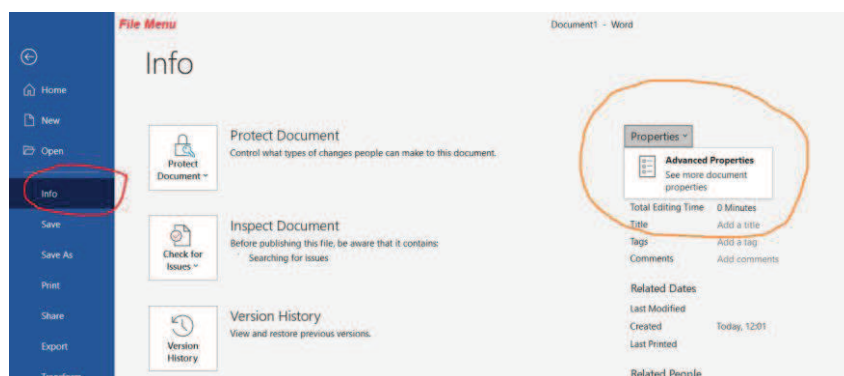 File Menu
Document1 - Word
Info
Home
New
Open
Info
Save
Save As
Print
Share
Export
Transform
Protect Document
Protect Document
Control what types of changes people can make to this document.
Check for Issues
Inspect Document
Before publishing this file, be aware that it contains:
Searching for issues
Version History
Version History
View and restore previous versions.
Properties
Advanced Properties
See more document
properties
Total Editing Time 0 Minutes
Title Add a title
Tags Add a tag
Comments Add comments
Related Dates
Last Modified
Created Today, 12:01
Last Printed
Related People